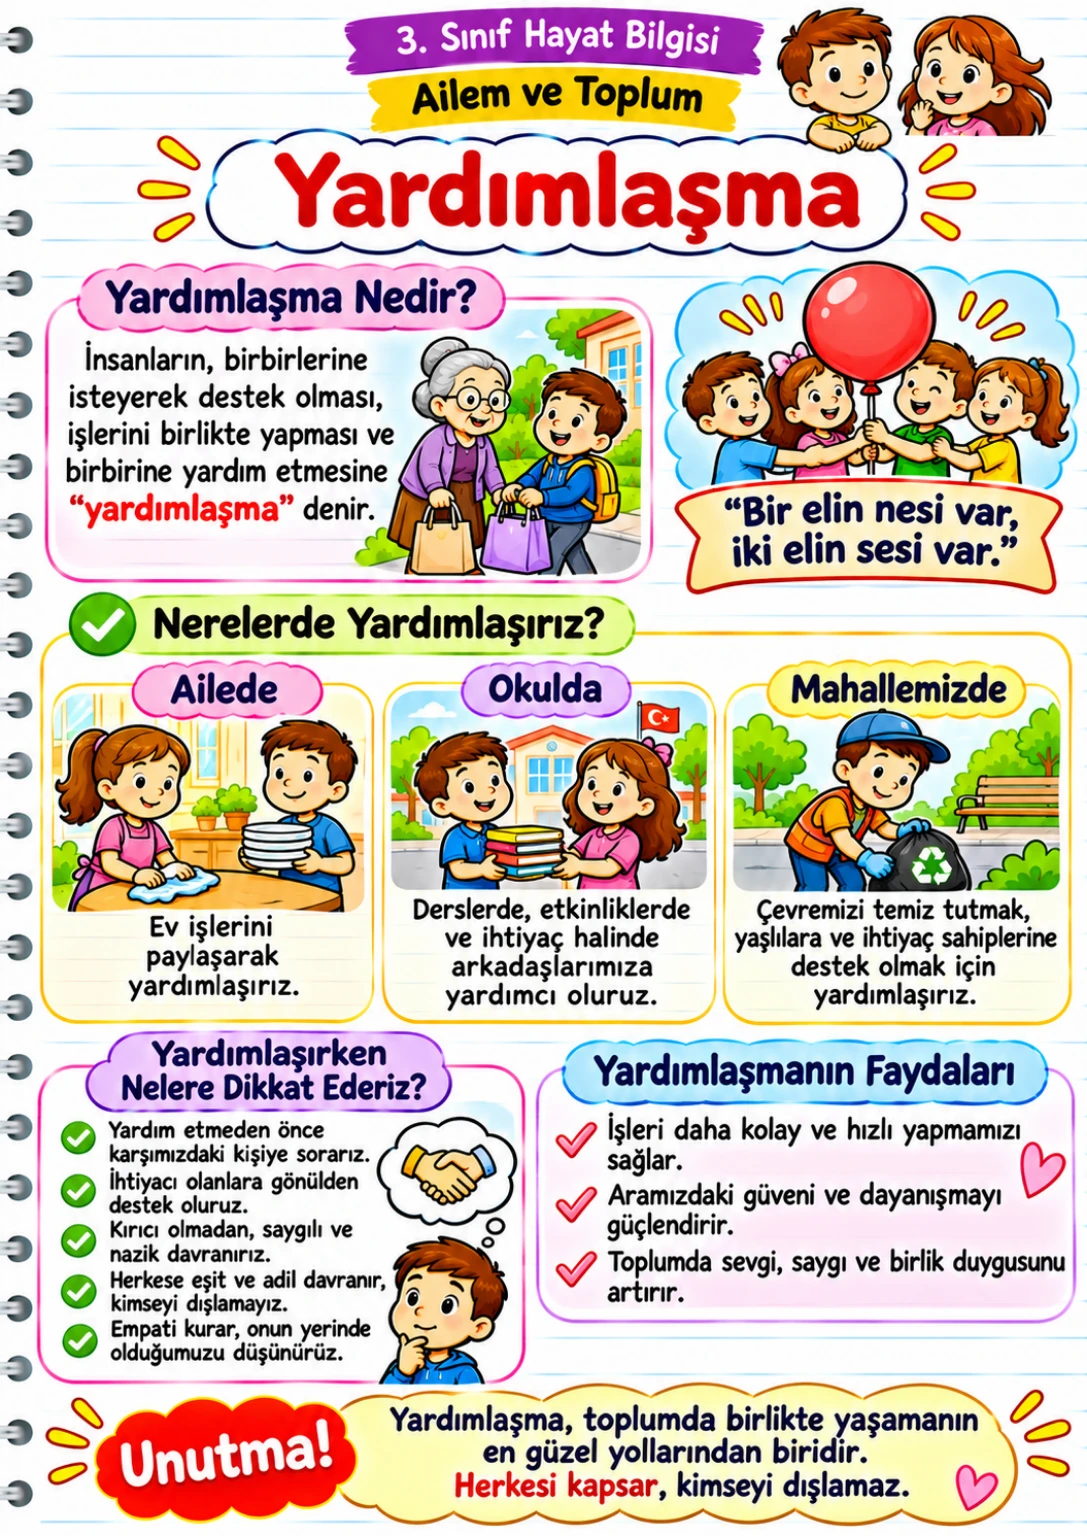 3. Sınıf Hayat Bilgisi
Ailem ve Toplum
Yardımlaşma
Yardımlaşma Nedir?
İnsanların, birbirlerine
isteyerek destek olması,
işlerini birlikte yapması ve
birbirine yardım etmesine
“yardımlaşma” denir.
“Bir elin nesi var,
iki elin sesi var.”
Nerelerde Yardımlaşırız?
Ailede
Ev işlerini
paylaşarak
yardımlaşırız.
Okulda
Derslerde, etkinliklerde
ve ihtiyaç halinde
arkadaşlarımıza
yardımcı oluruz.
Mahallemizde
Çevremizi temiz tutmak,
yaşlılara ve ihtiyaç sahiplerine
destek olmak için
yardımlaşırız.
Yardımlaşırken
Nelere Dikkat Ederiz?
Yardım etmeden önce
karşımızdaki kişiye sorarız.
İhtiyacı olanlara gönülden
destek oluruz.
Kırıcı olmadan, saygılı ve
nazik davranırız.
Herkese eşit ve adil davranır,
kimseyi dışlamayız.
Empati kurar, onun yerinde
olduğumuzu düşünürüz.
Yardımlaşmanın Faydaları
İşleri daha kolay ve hızlı yapmamızı
sağlar.
Aramızdaki güveni ve dayanışmayı
güçlendirir.
Toplumda sevgi, saygı ve birlik duygusunu
artırır.
Unutma!
Yardımlaşma, toplumda birlikte yaşamanın
en güzel yollarından biridir.
Herkesi kapsar, kimseyi dışlamaz.